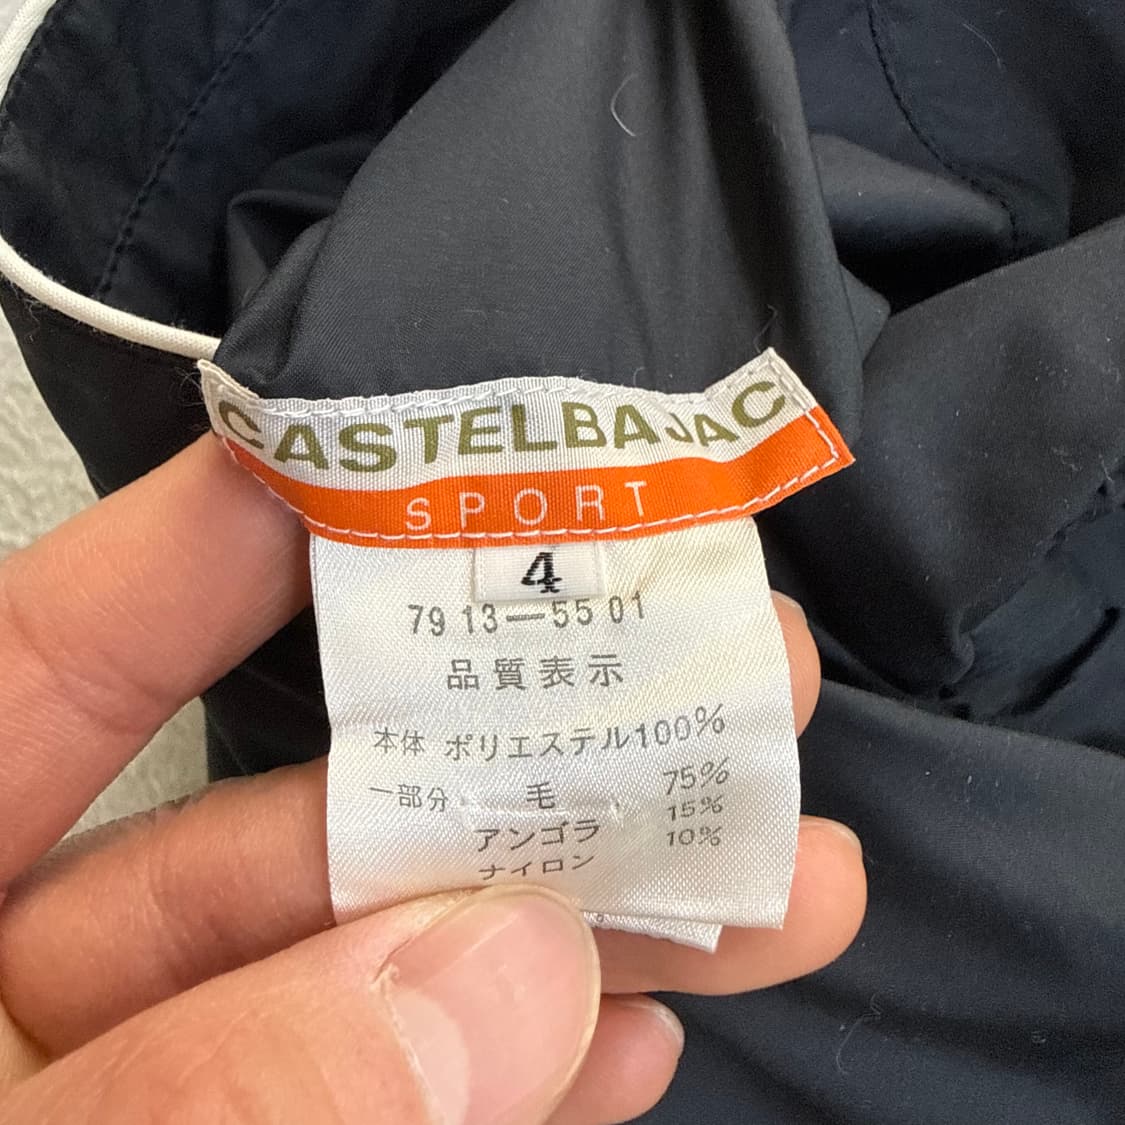 CASTELBAJAC
SPORT
4
79 13—55 01
品質表示
本体 ポリエステル100%
一部分 毛 75%
アンゴラ 15%
ナイロン 10%